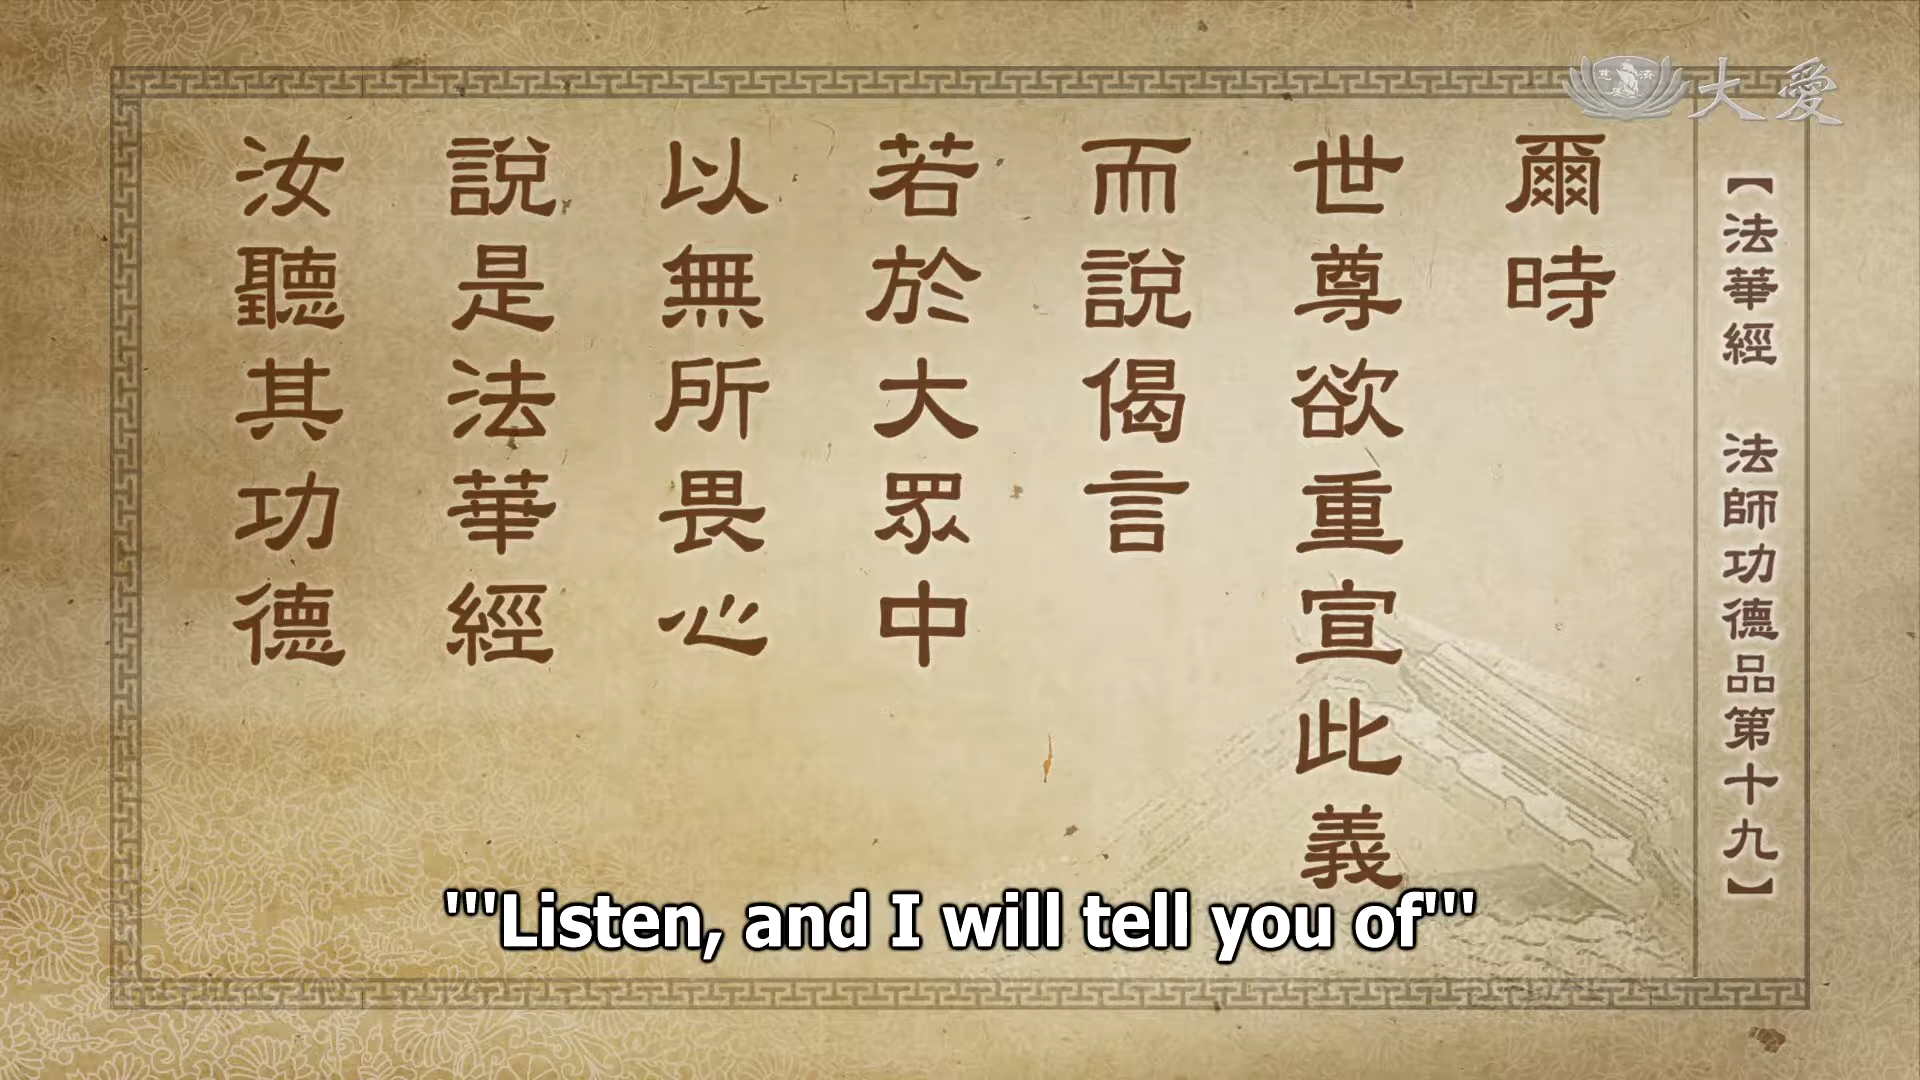 大愛
慈濟
【法華經 法師功德品第十九】
爾時
世尊欲重宣此義
而說偈言
若於大眾中
以無所畏心
說是法華經
汝聽其功德
'''Listen, and I will tell you of'''